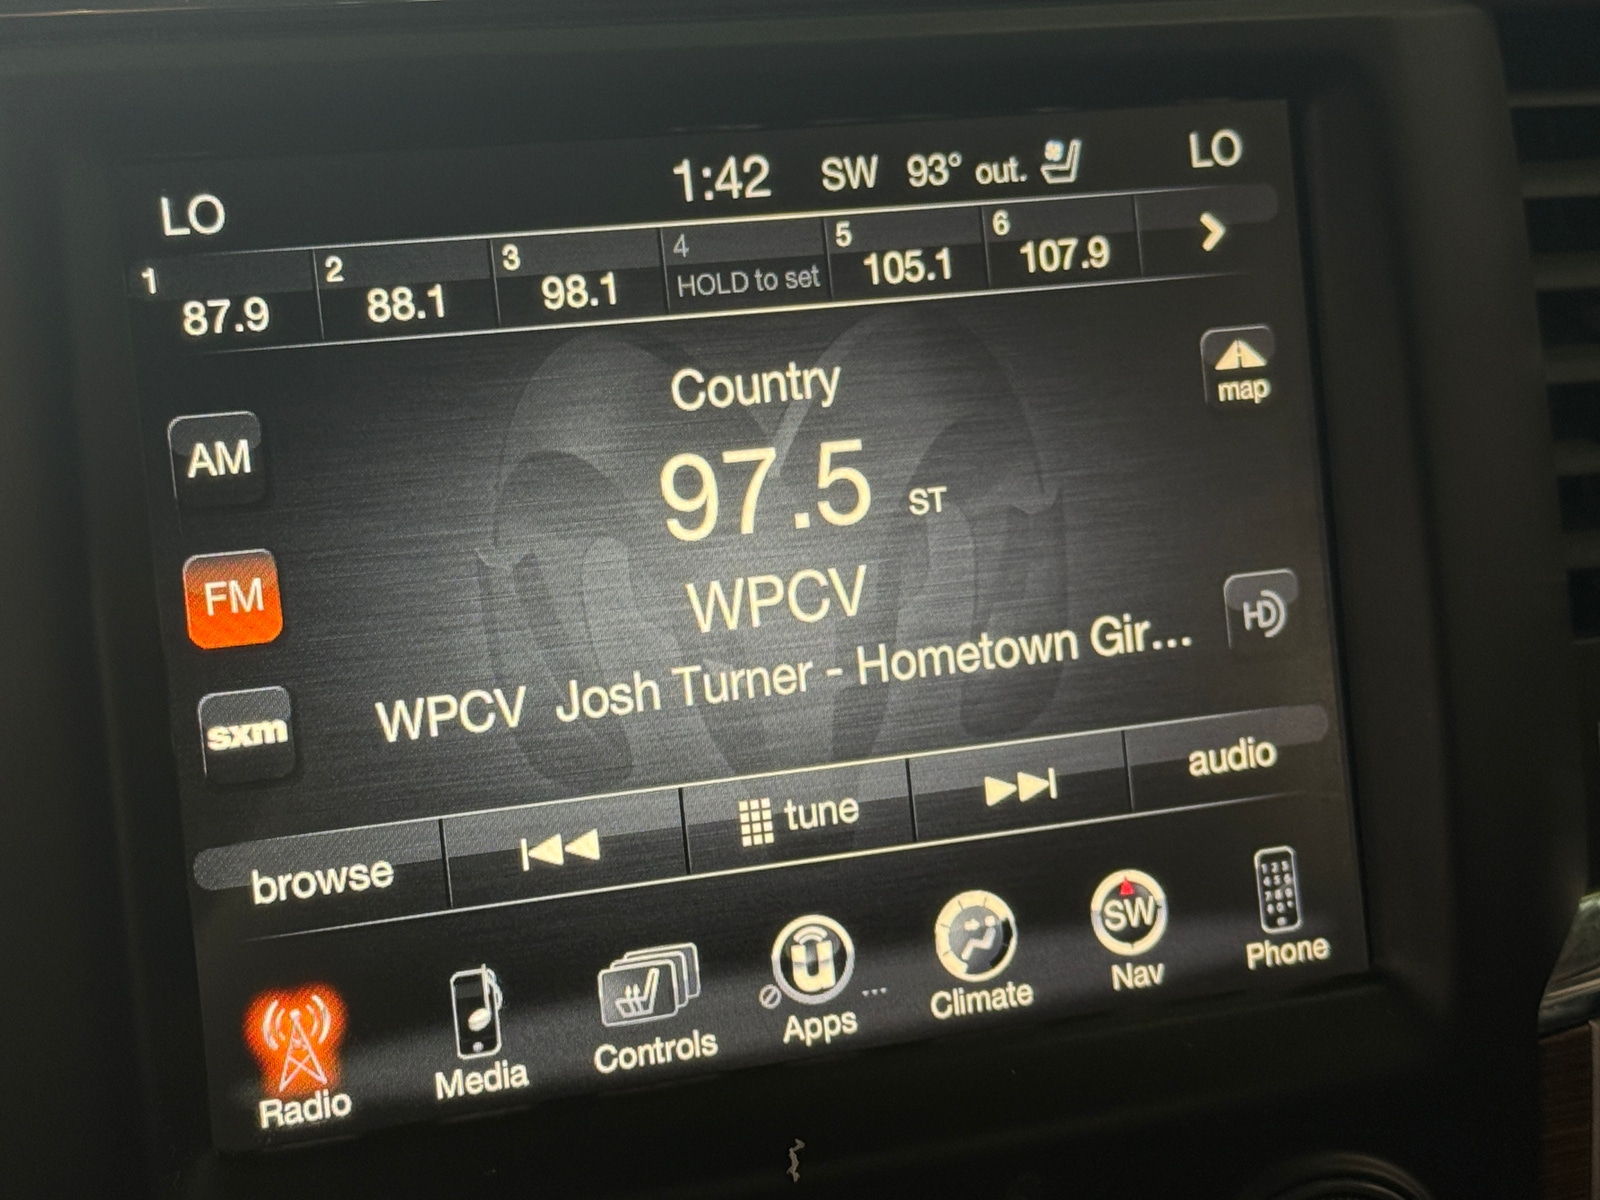 LO 1:42 SW 93° out. LO
1 87.9 2 88.1 3 98.1 4 HOLD to set 5 105.1 6 107.9
Country
map
AM
97.5 ST
FM
WPCV
HD
WPCV Josh Turner - Hometown Gir...
sxm
browse tune audio
SW
Radio Media Controls Apps ... Climate Nav Phone